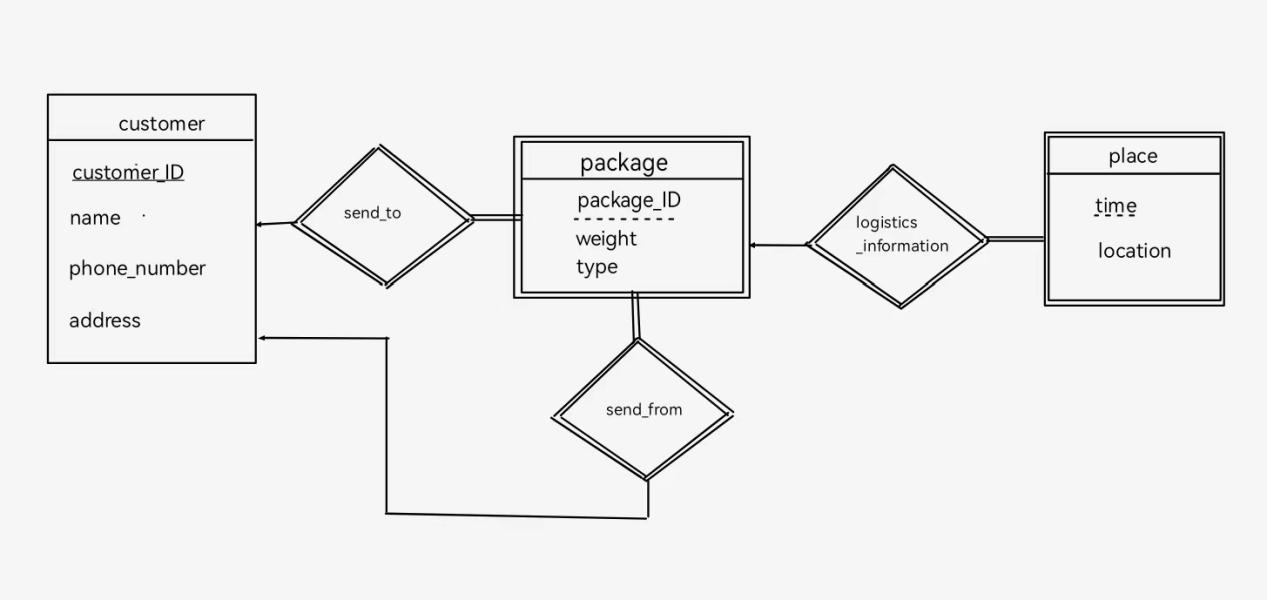 customer
customer_ID
name
phone_number
address
send_to
package
package_ID
weight
type
send_from
logistics
_information
place
time
location